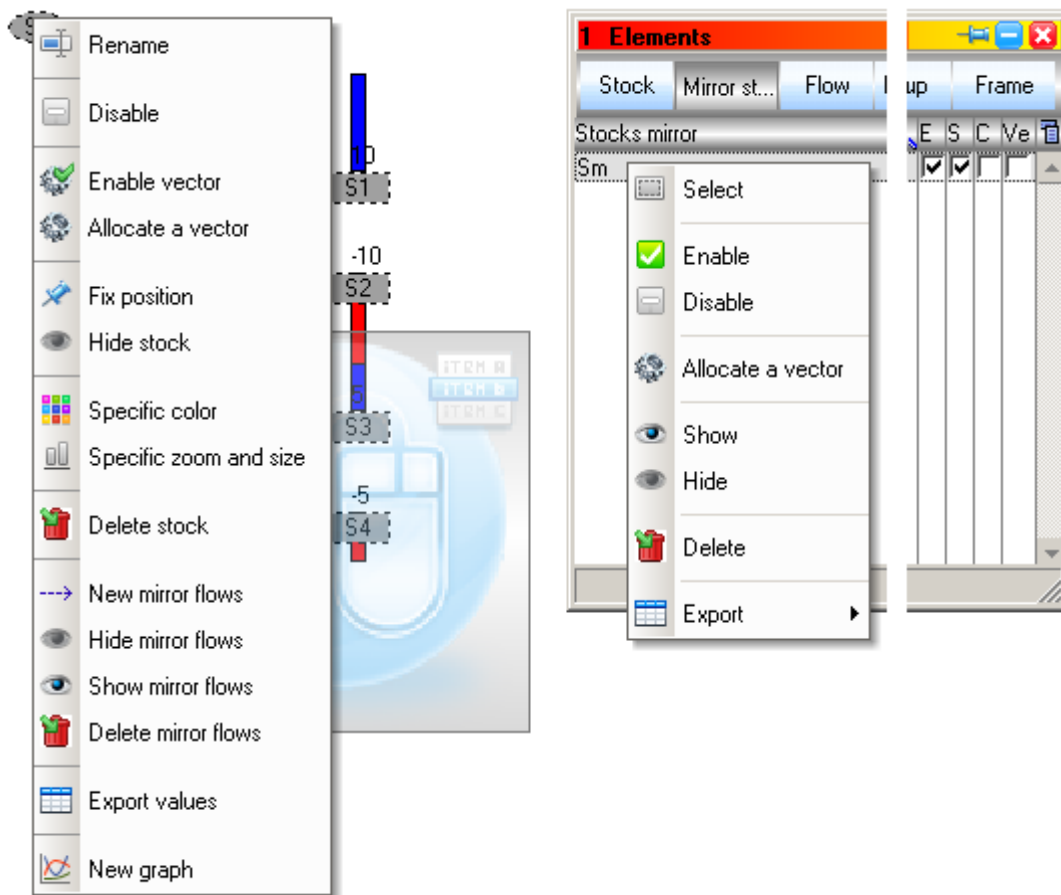 S
Rename
Disable
Enable vector
Allocate a vector
Fix position
Hide stock
Specific color
Specific zoom and size
Delete stock
New mirror flows
Hide mirror flows
Show mirror flows
Delete mirror flows
Export values
New graph
10
S1
-10
S2
5
S3
-5
S4
ITEM A
ITEM B
ITEM C
1 Elements
Stock Mirror st... Flow up Frame
Stocks mirror E S C Ve
Sm
Select
Enable
Disable
Allocate a vector
Show
Hide
Delete
Export